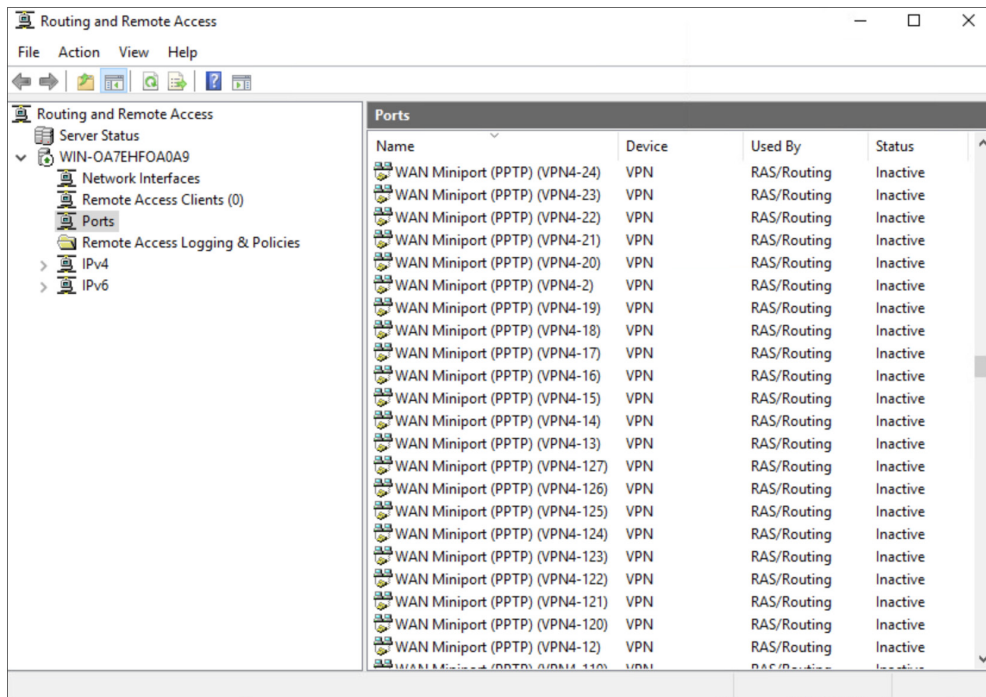 Routing and Remote Access
File Action View Help
Routing and Remote Access
Server Status
WIN-OA7EHFOA0A9
Network Interfaces
Remote Access Clients (0)
Ports
Remote Access Logging & Policies
IPv4
IPv6
Ports
Name Device Used By Status
WAN Miniport (PPTP) (VPN4-24) VPN RAS/Routing Inactive
WAN Miniport (PPTP) (VPN4-23) VPN RAS/Routing Inactive
WAN Miniport (PPTP) (VPN4-22) VPN RAS/Routing Inactive
WAN Miniport (PPTP) (VPN4-21) VPN RAS/Routing Inactive
WAN Miniport (PPTP) (VPN4-20) VPN RAS/Routing Inactive
WAN Miniport (PPTP) (VPN4-2) VPN RAS/Routing Inactive
WAN Miniport (PPTP) (VPN4-19) VPN RAS/Routing Inactive
WAN Miniport (PPTP) (VPN4-18) VPN RAS/Routing Inactive
WAN Miniport (PPTP) (VPN4-17) VPN RAS/Routing Inactive
WAN Miniport (PPTP) (VPN4-16) VPN RAS/Routing Inactive
WAN Miniport (PPTP) (VPN4-15) VPN RAS/Routing Inactive
WAN Miniport (PPTP) (VPN4-14) VPN RAS/Routing Inactive
WAN Miniport (PPTP) (VPN4-13) VPN RAS/Routing Inactive
WAN Miniport (PPTP) (VPN4-127) VPN RAS/Routing Inactive
WAN Miniport (PPTP) (VPN4-126) VPN RAS/Routing Inactive
WAN Miniport (PPTP) (VPN4-125) VPN RAS/Routing Inactive
WAN Miniport (PPTP) (VPN4-124) VPN RAS/Routing Inactive
WAN Miniport (PPTP) (VPN4-123) VPN RAS/Routing Inactive
WAN Miniport (PPTP) (VPN4-122) VPN RAS/Routing Inactive
WAN Miniport (PPTP) (VPN4-121) VPN RAS/Routing Inactive
WAN Miniport (PPTP) (VPN4-120) VPN RAS/Routing Inactive
WAN Miniport (PPTP) (VPN4-12) VPN RAS/Routing Inactive